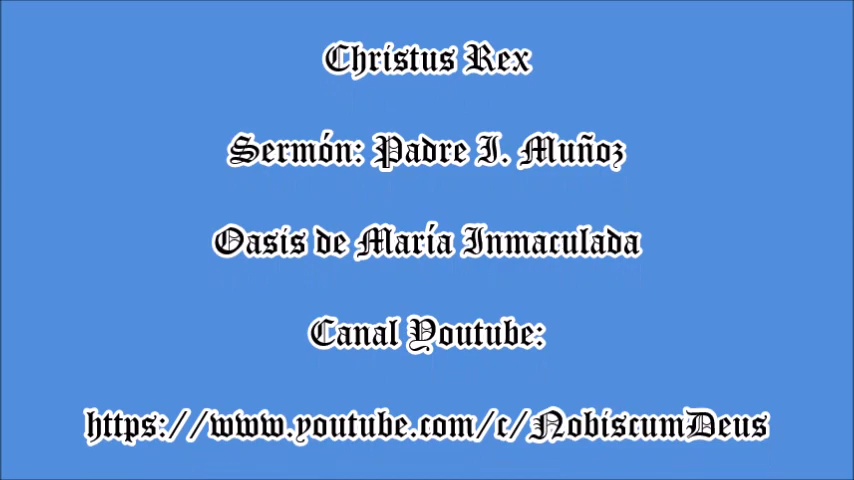 Christus Rex
Sermón: Padre I. Muñoz
Oasis de María Inmaculada
Canal Youtube:
https://www.youtube.com/c/NobiscumDeus